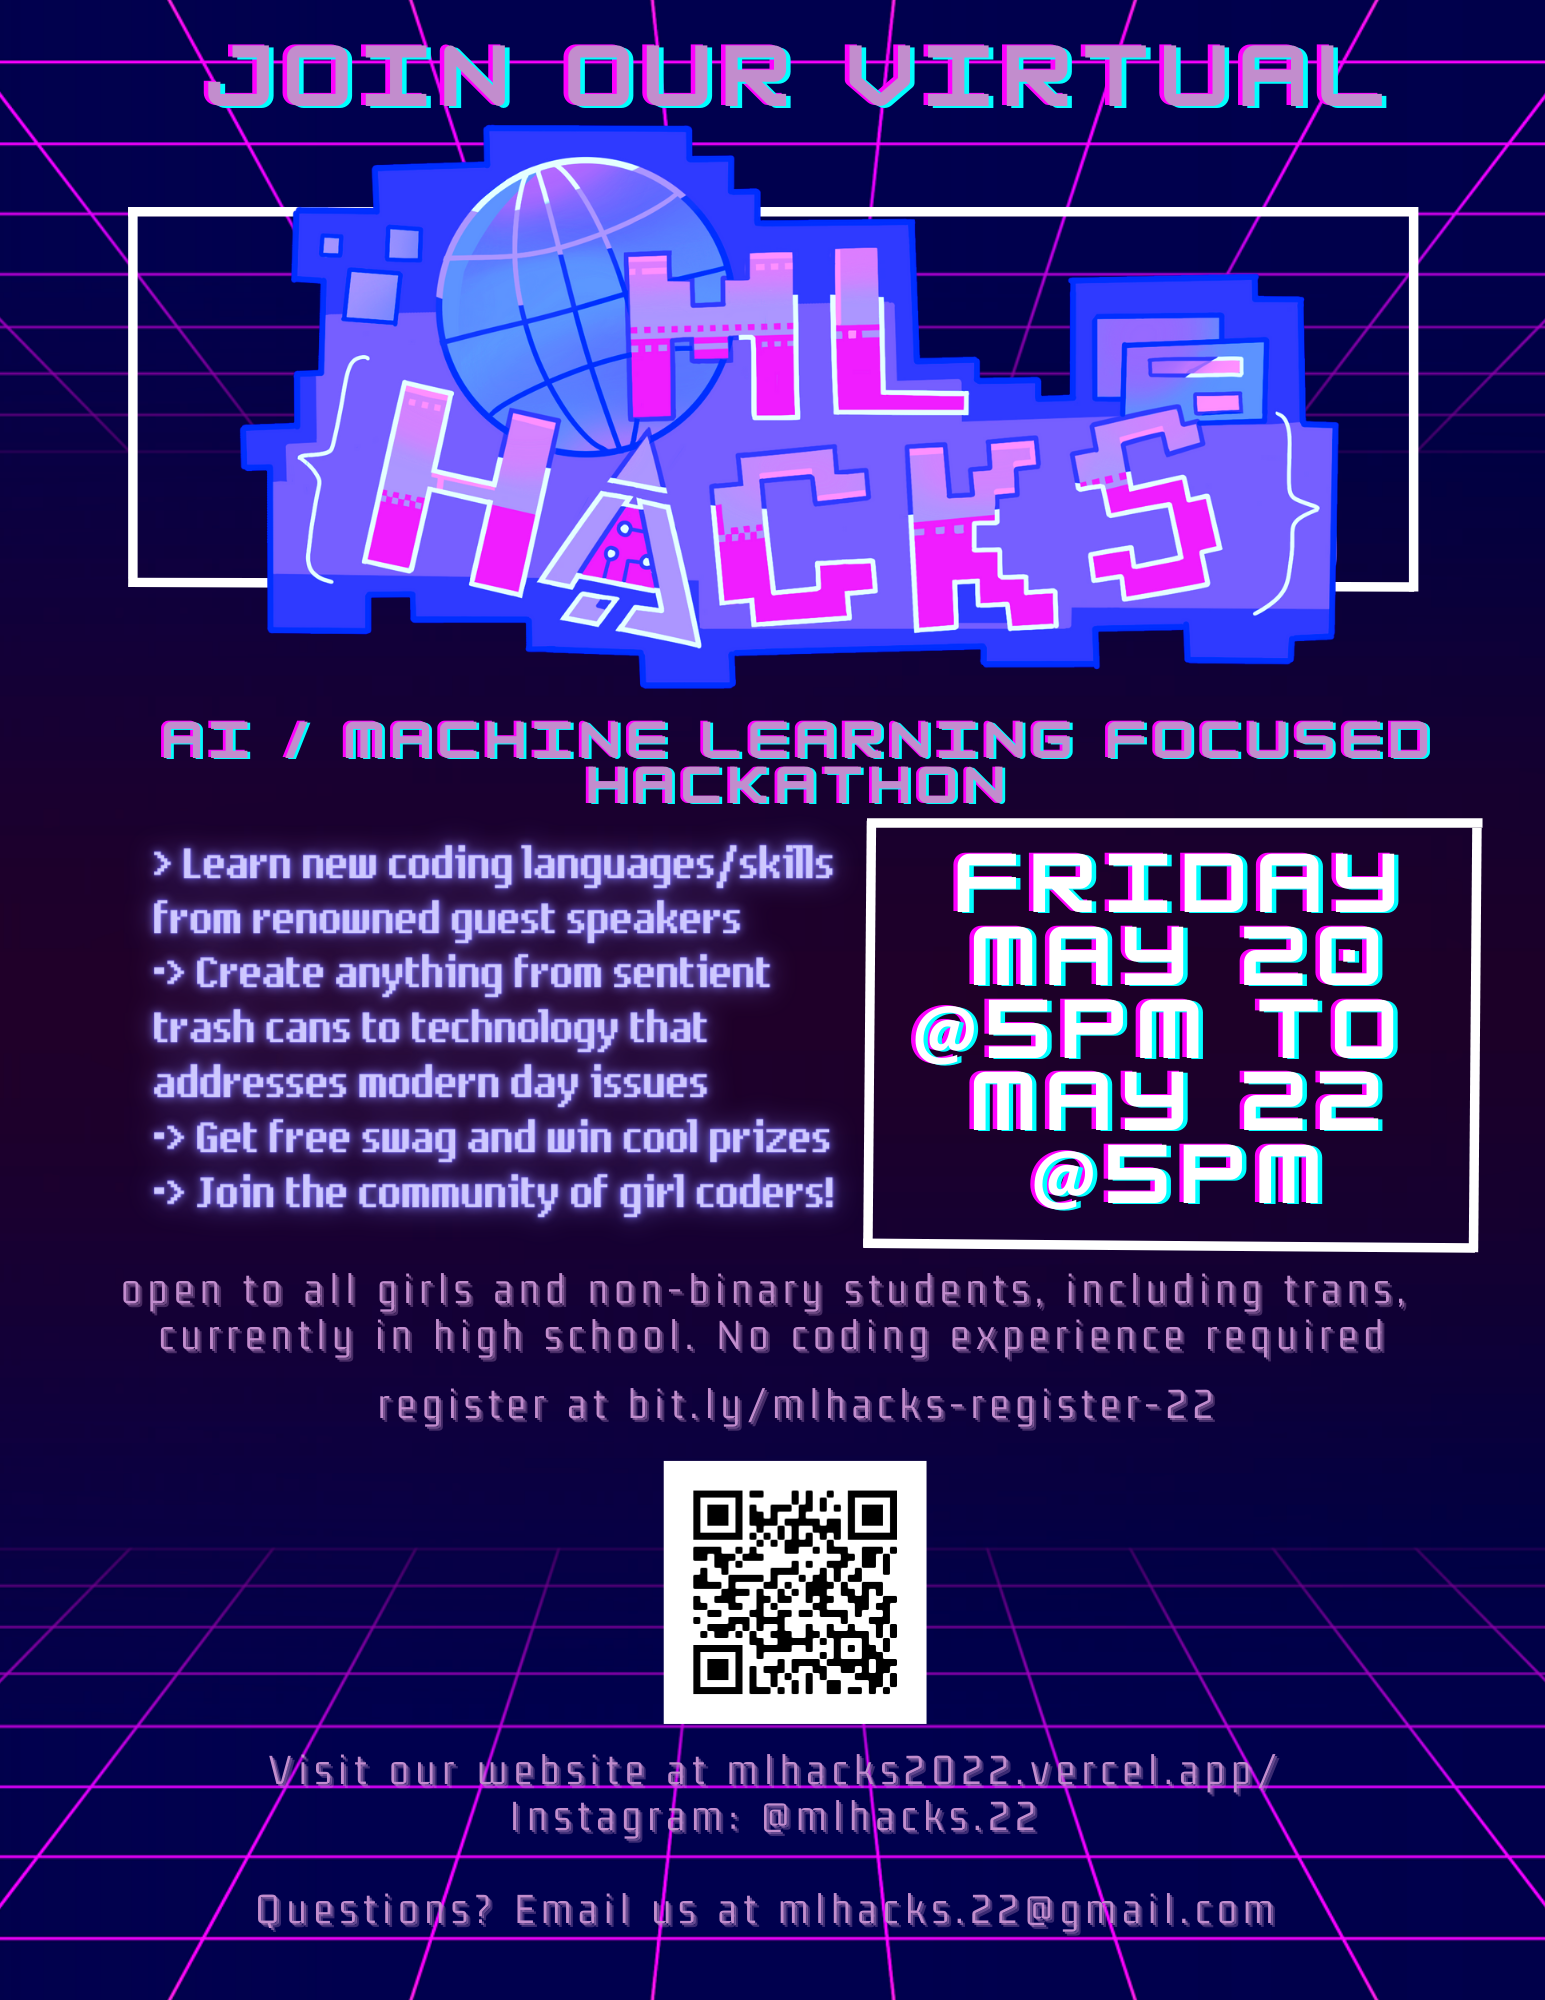 JOIN OUR VIRTUAL
ML
{HACKS}
AI / MACHINE LEARNING FOCUSED
HACKATHON
> Learn new coding languages/skills
from renowned guest speakers
-> Create anything from sentient
trash cans to technology that
addresses modern day issues
-> Get free swag and win cool prizes
-> Join the community of girl coders!
FRIDAY
MAY 20
@5PM TO
MAY 22
@5PM
open to all girls and non-binary students, including trans,
currently in high school. No coding experience required
register at bit.ly/mlhacks-register-22
Visit our website at mlhacks2022.vercel.app/
Instagram: @mlhacks.22
Questions? Email us at mlhacks.22@gmail.com